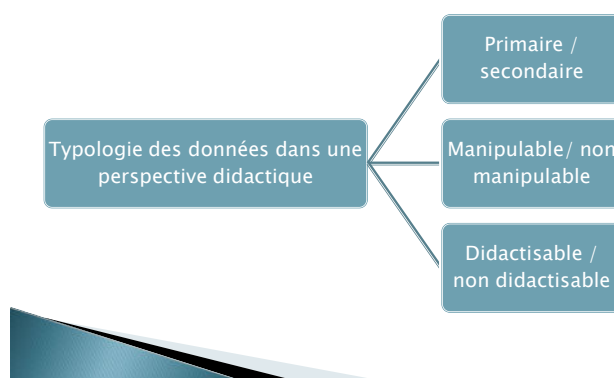 Primaire /
secondaire
Typologie des données dans une
perspective didactique
Manipulable/ non
manipulable
Didactisable /
non didactisable